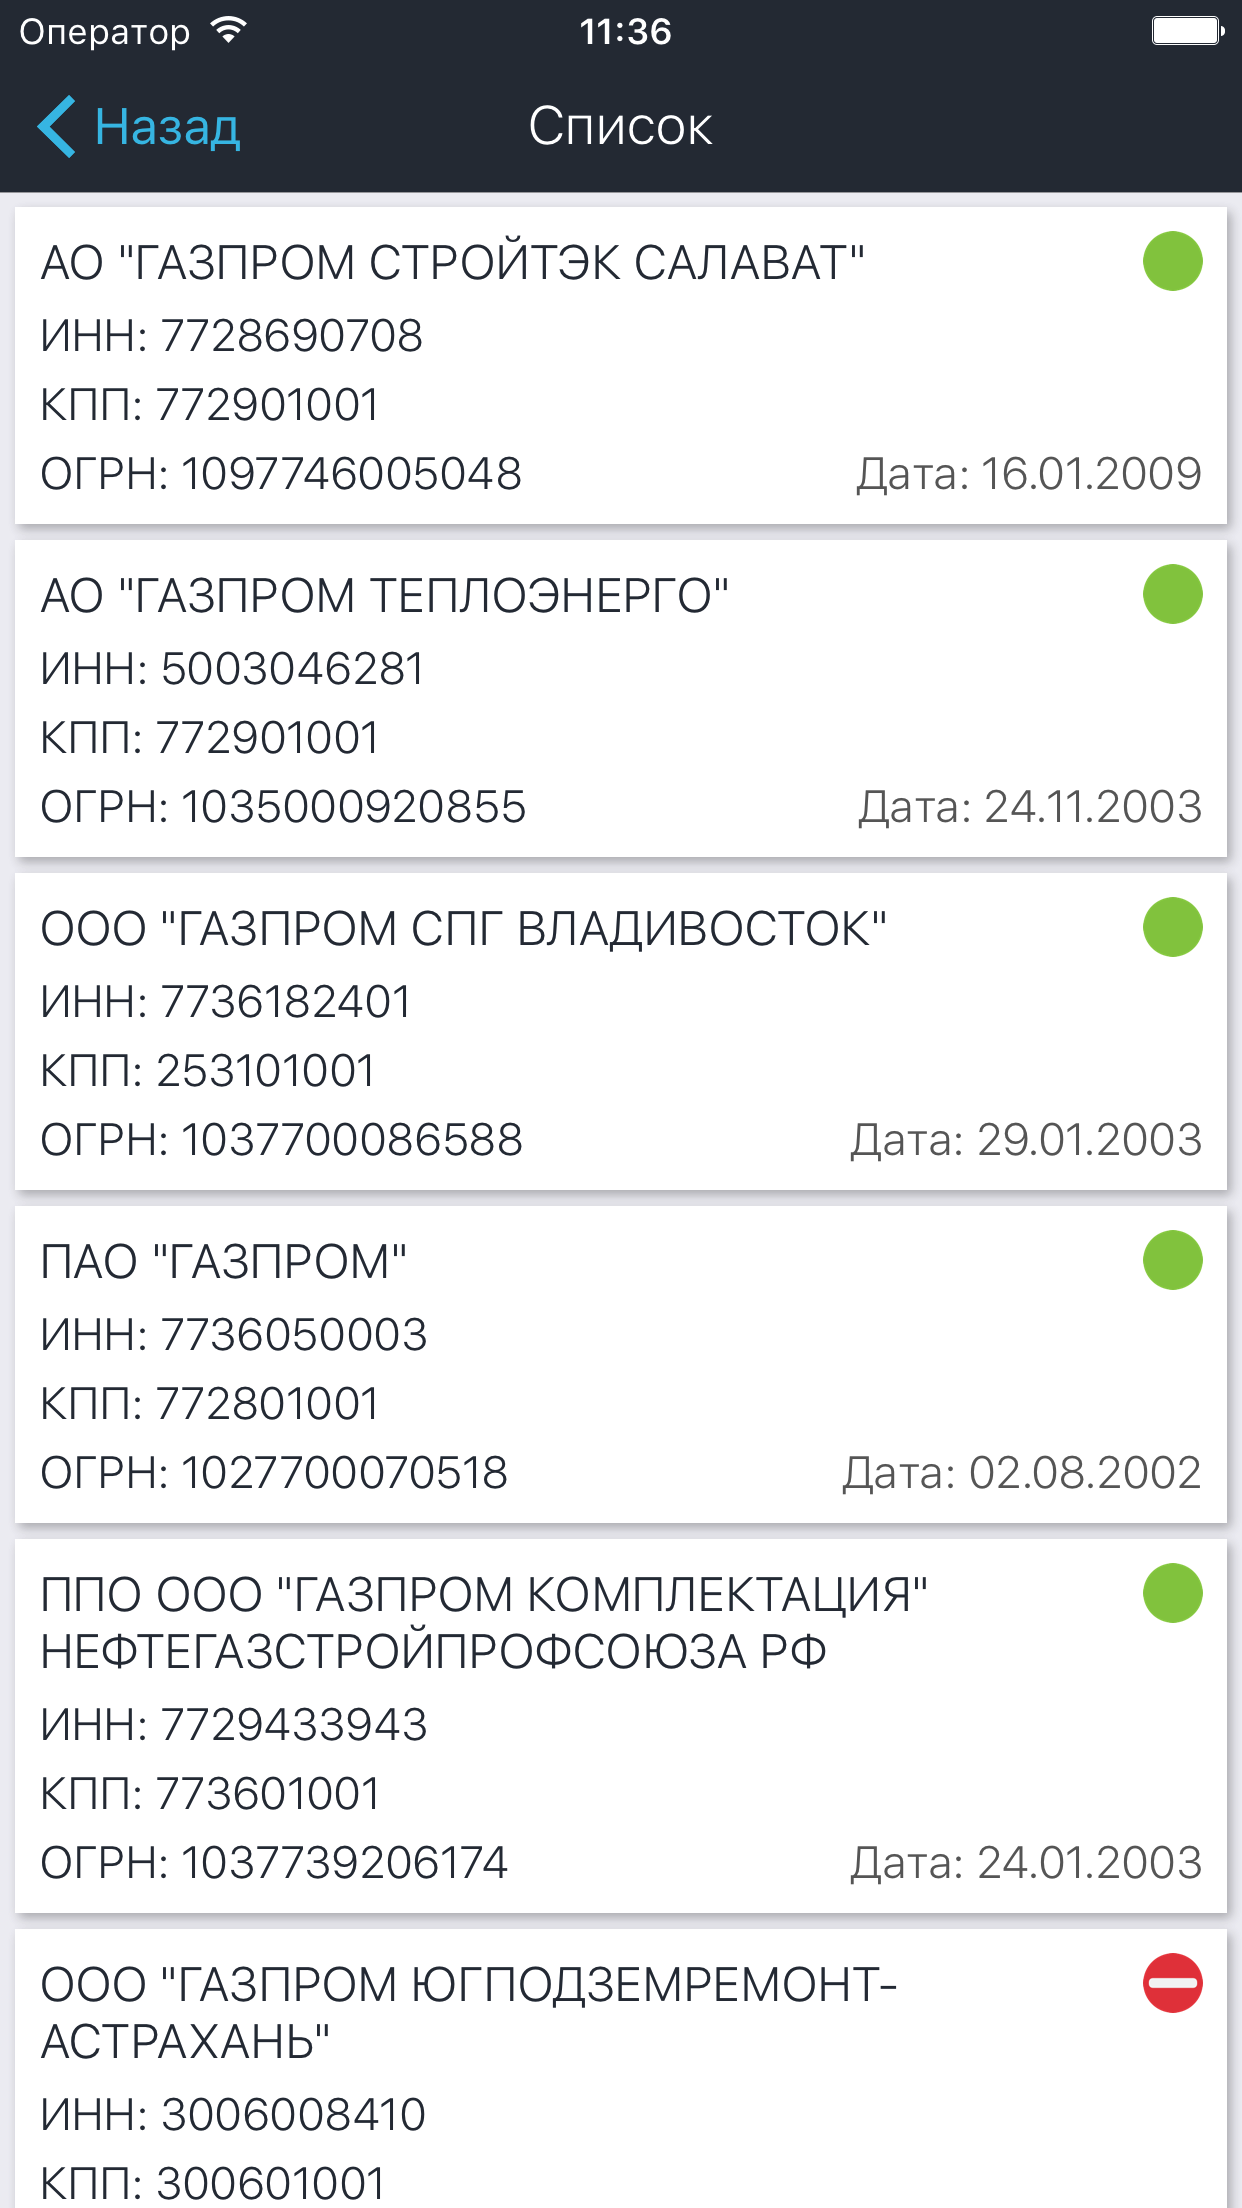 Оператор 11:36
Назад Список
АО "ГАЗПРОМ СТРОЙТЭК САЛАВАТ"
ИНН: 7728690708
КПП: 772901001
ОГРН: 1097746005048 Дата: 16.01.2009
АО "ГАЗПРОМ ТЕПЛОЭНЕРГО"
ИНН: 5003046281
КПП: 772901001
ОГРН: 1035000920855 Дата: 24.11.2003
ООО "ГАЗПРОМ СПГ ВЛАДИВОСТОК"
ИНН: 7736182401
КПП: 253101001
ОГРН: 1037700086588 Дата: 29.01.2003
ПАО "ГАЗПРОМ"
ИНН: 7736050003
КПП: 772801001
ОГРН: 1027700070518 Дата: 02.08.2002
ППО ООО "ГАЗПРОМ КОМПЛЕКТАЦИЯ"
НЕФТЕГАЗСТРОЙПРОФСОЮЗА РФ
ИНН: 7729433943
КПП: 773601001
ОГРН: 1037739206174 Дата: 24.01.2003
ООО "ГАЗПРОМ ЮГПОДЗЕМРЕМОНТ-
АСТРАХАНЬ"
ИНН: 3006008410
КПП: 300601001